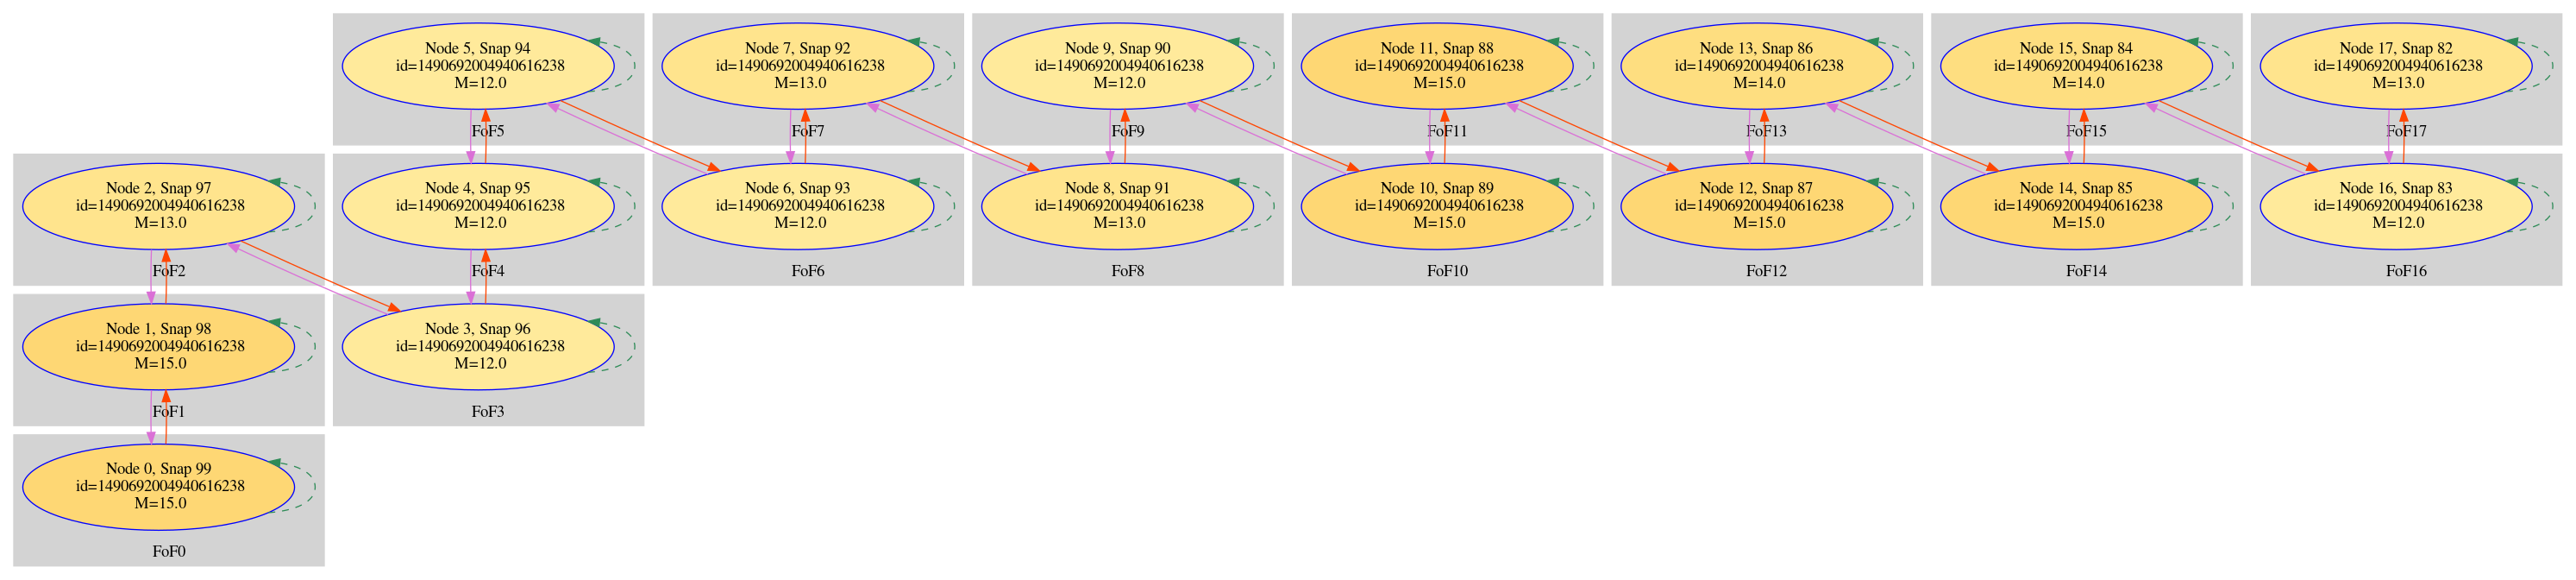 Node 5, Snap 94
id=1490692004940616238
M=12.0
FoF5
Node 7, Snap 92
id=1490692004940616238
M=13.0
FoF7
Node 9, Snap 90
id=1490692004940616238
M=12.0
FoF9
Node 11, Snap 88
id=1490692004940616238
M=15.0
FoF11
Node 13, Snap 86
id=1490692004940616238
M=14.0
FoF13
Node 15, Snap 84
id=1490692004940616238
M=14.0
FoF15
Node 17, Snap 82
id=1490692004940616238
M=13.0
FoF17
Node 2, Snap 97
id=1490692004940616238
M=13.0
FoF2
Node 4, Snap 95
id=1490692004940616238
M=12.0
FoF4
Node 6, Snap 93
id=1490692004940616238
M=12.0
FoF6
Node 8, Snap 91
id=1490692004940616238
M=13.0
FoF8
Node 10, Snap 89
id=1490692004940616238
M=15.0
FoF10
Node 12, Snap 87
id=1490692004940616238
M=15.0
FoF12
Node 14, Snap 85
id=1490692004940616238
M=15.0
FoF14
Node 16, Snap 83
id=1490692004940616238
M=12.0
FoF16
Node 1, Snap 98
id=1490692004940616238
M=15.0
FoF1
Node 3, Snap 96
id=1490692004940616238
M=12.0
FoF3
Node 0, Snap 99
id=1490692004940616238
M=15.0
FoF0